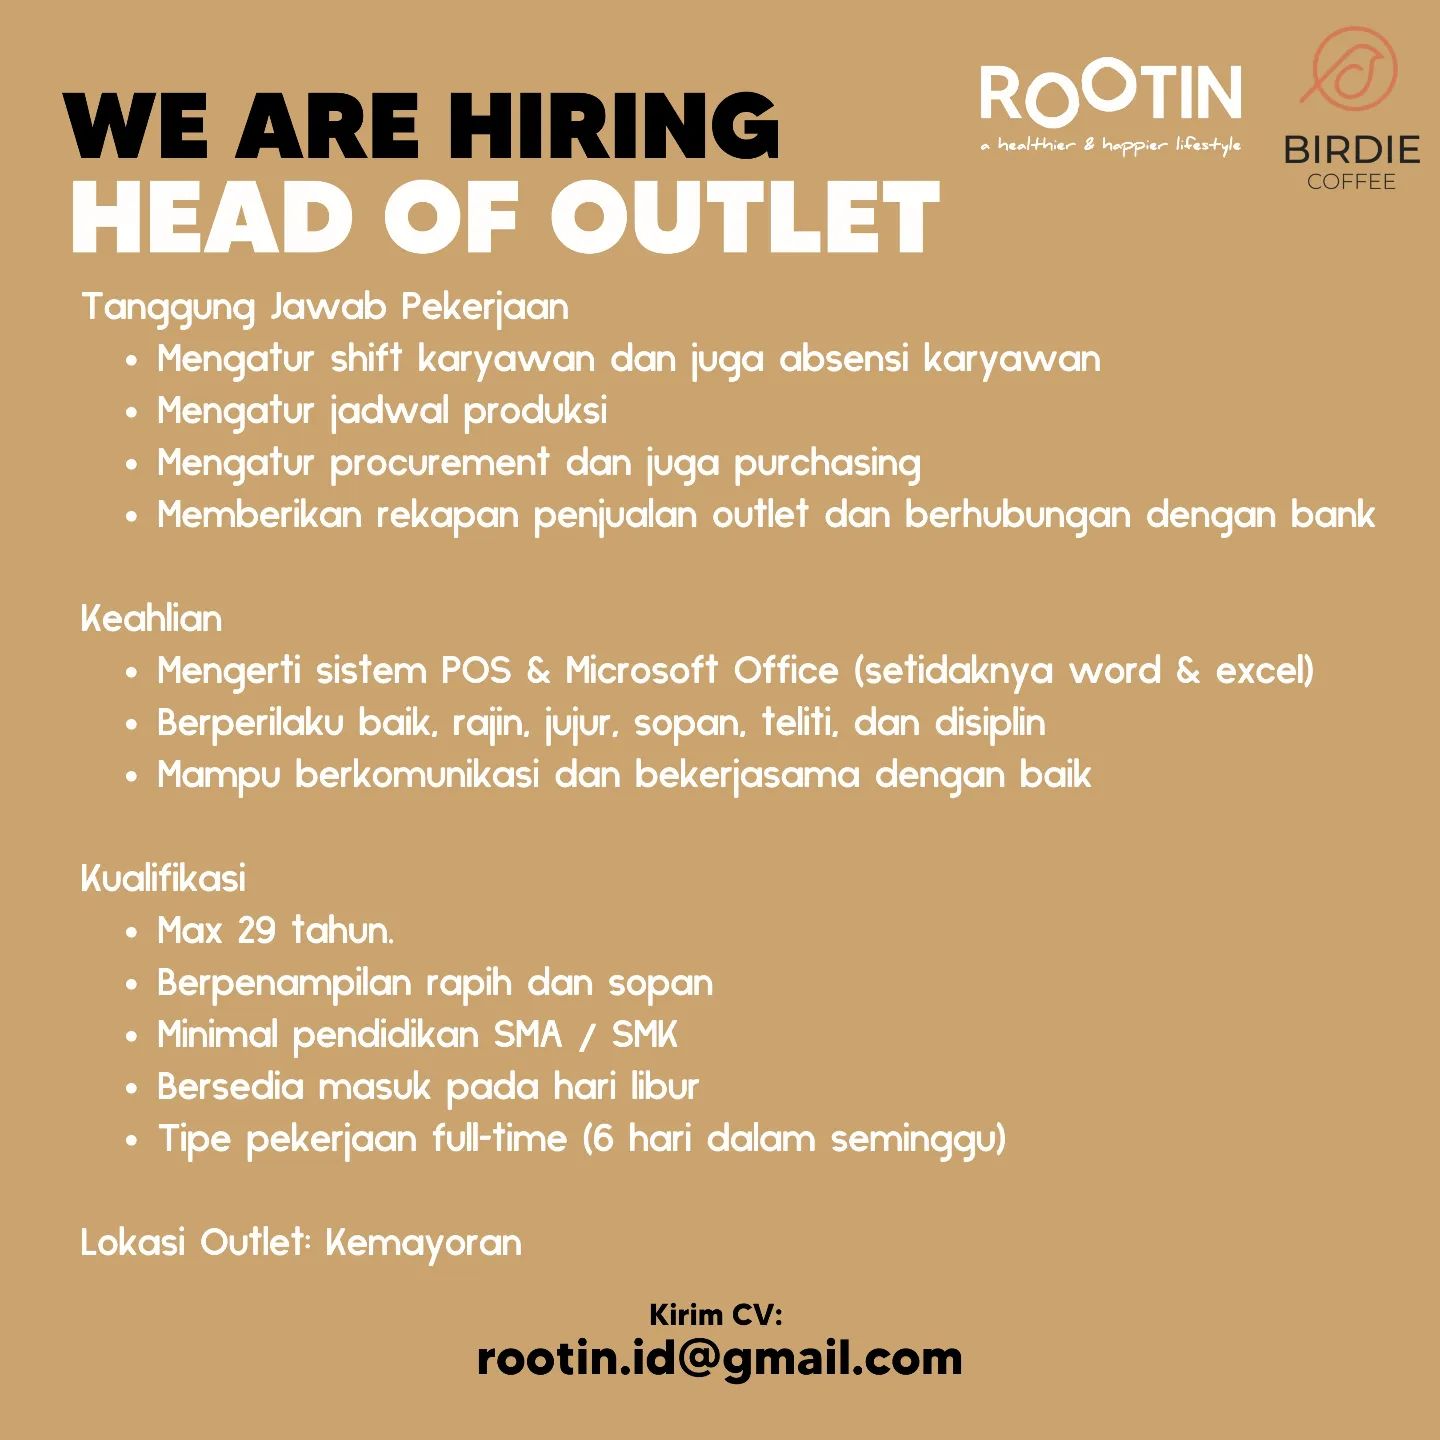 WE ARE HIRING
HEAD OF OUTLET
ROOTIN
a healthier & happier lifestyle
BIRDIE
COFFEE
Tanggung Jawab Pekerjaan
• Mengatur shift karyawan dan juga absensi karyawan
• Mengatur jadwal produksi
• Mengatur procurement dan juga purchasing
• Memberikan rekapan penjualan outlet dan berhubungan dengan bank
Keahlian
• Mengerti sistem POS & Microsoft Office (setidaknya word & excel)
• Berperilaku baik, rajin, jujur, sopan, teliti, dan disiplin
• Mampu berkomunikasi dan bekerjasama dengan baik
Kualifikasi
• Max 29 tahun.
• Berpenampilan rapih dan sopan
• Minimal pendidikan SMA / SMK
• Bersedia masuk pada hari libur
• Tipe pekerjaan full-time (6 hari dalam seminggu)
Lokasi Outlet: Kemayoran
Kirim CV:
rootin.id@gmail.com